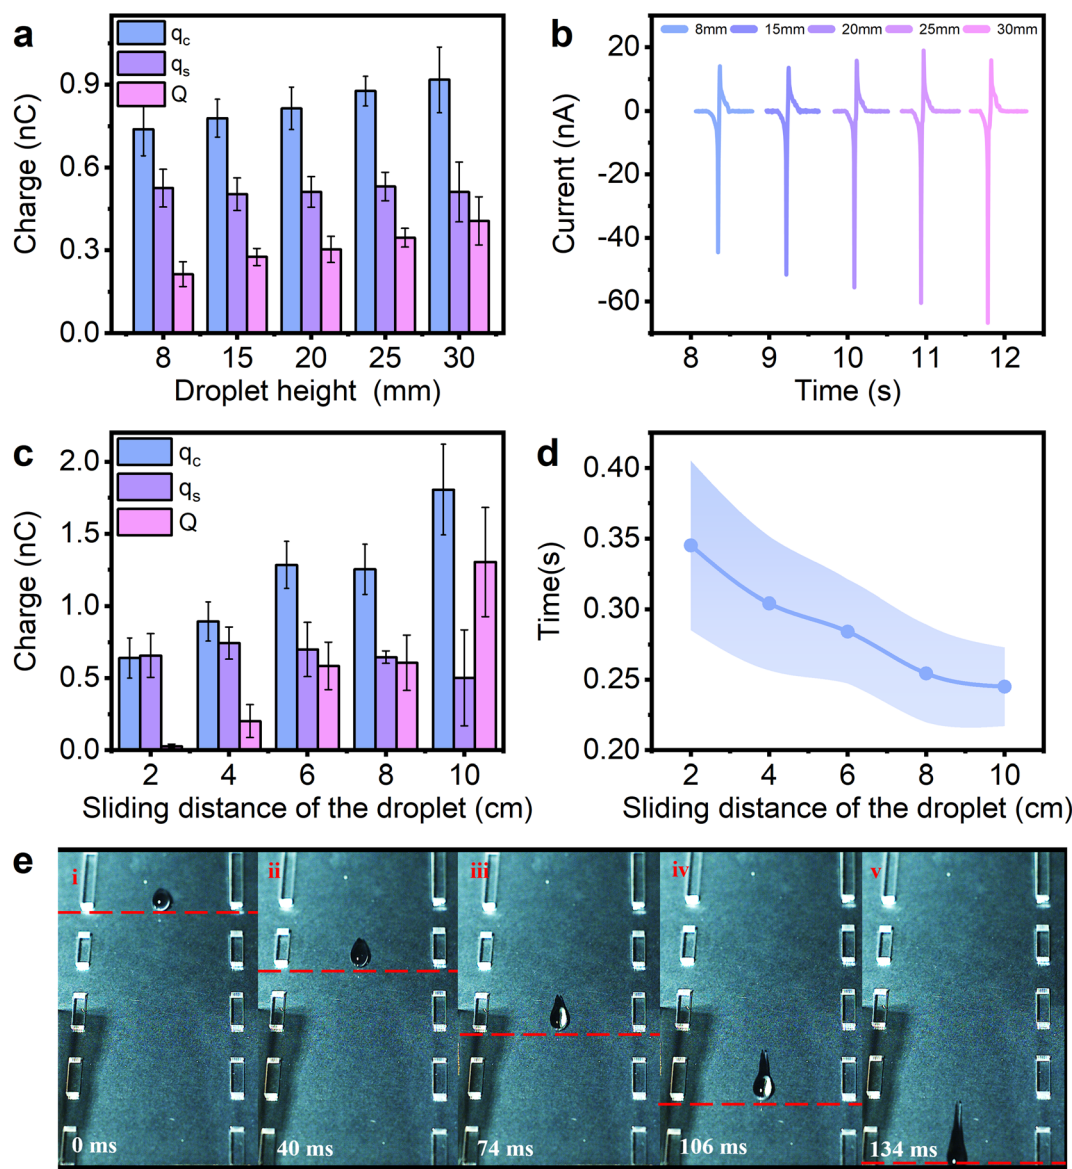 a
q_c
q_s
Q
0.9
0.6
0.3
0.0
Charge (nC)
8 15 20 25 30
Droplet height (mm)
b
8mm 15mm 20mm 25mm 30mm
20
0
-20
-40
-60
Current (nA)
8 9 10 11 12
Time (s)
c
q_c
q_s
Q
2.0
1.5
1.0
0.5
0.0
Charge (nC)
2 4 6 8 10
Sliding distance of the droplet (cm)
d
0.40
0.35
0.30
0.25
0.20
Time(s)
2 4 6 8 10
Sliding distance of the droplet (cm)
e
i ii iii iv v
0 ms 40 ms 74 ms 106 ms 134 ms